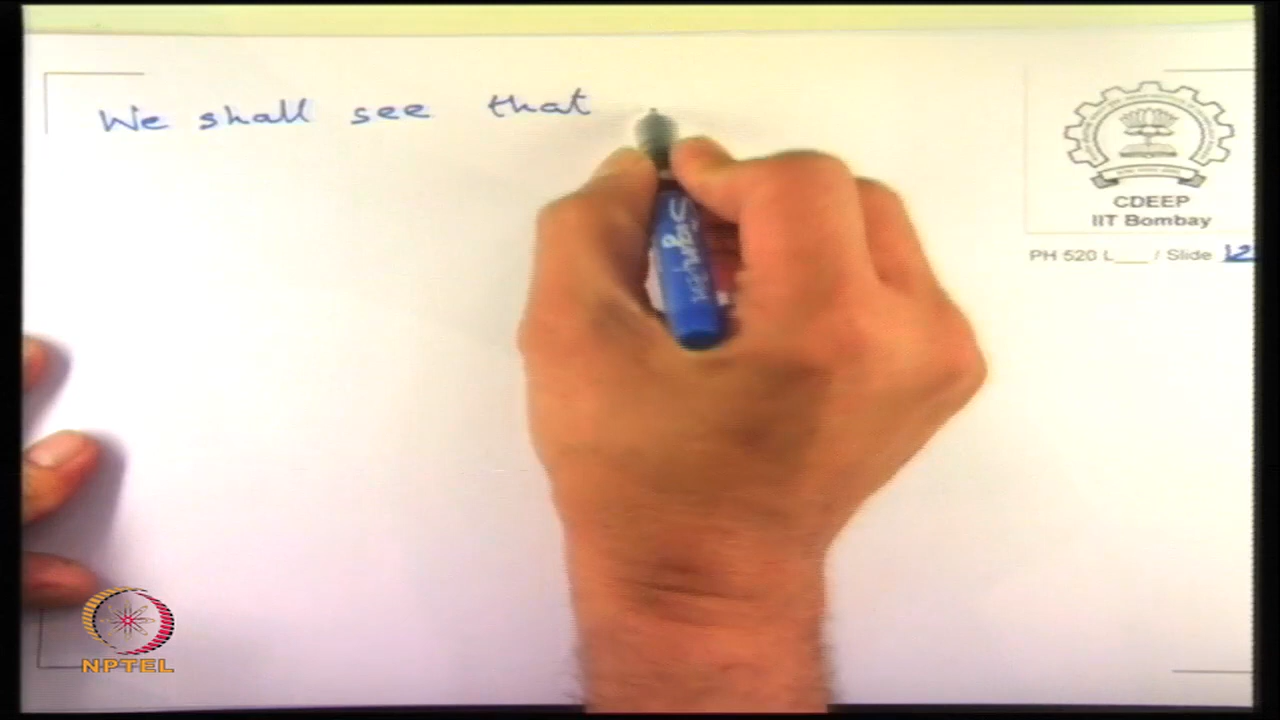 We shall see that
CDEEP
IIT Bombay
PH 520 L___ / Slide 12
NPTEL